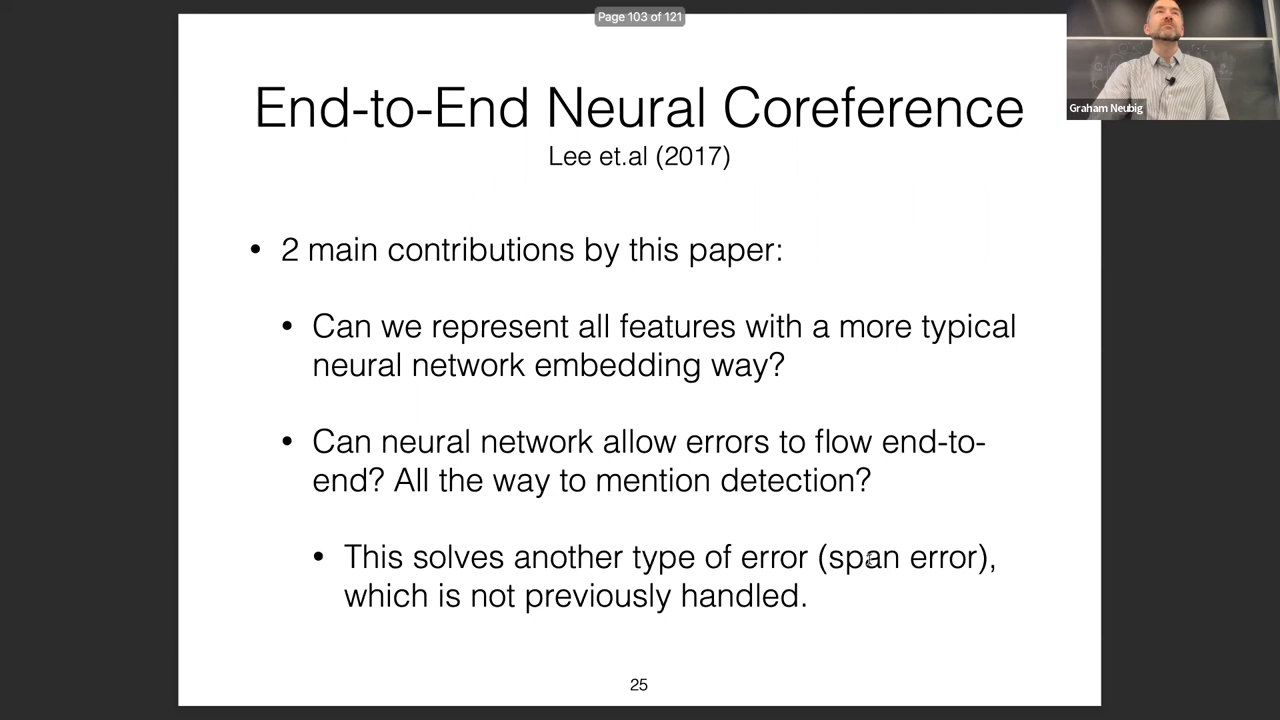 Page 103 of 121
Graham Neubig
End-to-End Neural Coreference
Lee et.al (2017)
• 2 main contributions by this paper:
• Can we represent all features with a more typical
neural network embedding way?
• Can neural network allow errors to flow end-to-
end? All the way to mention detection?
• This solves another type of error (span error),
which is not previously handled.
25